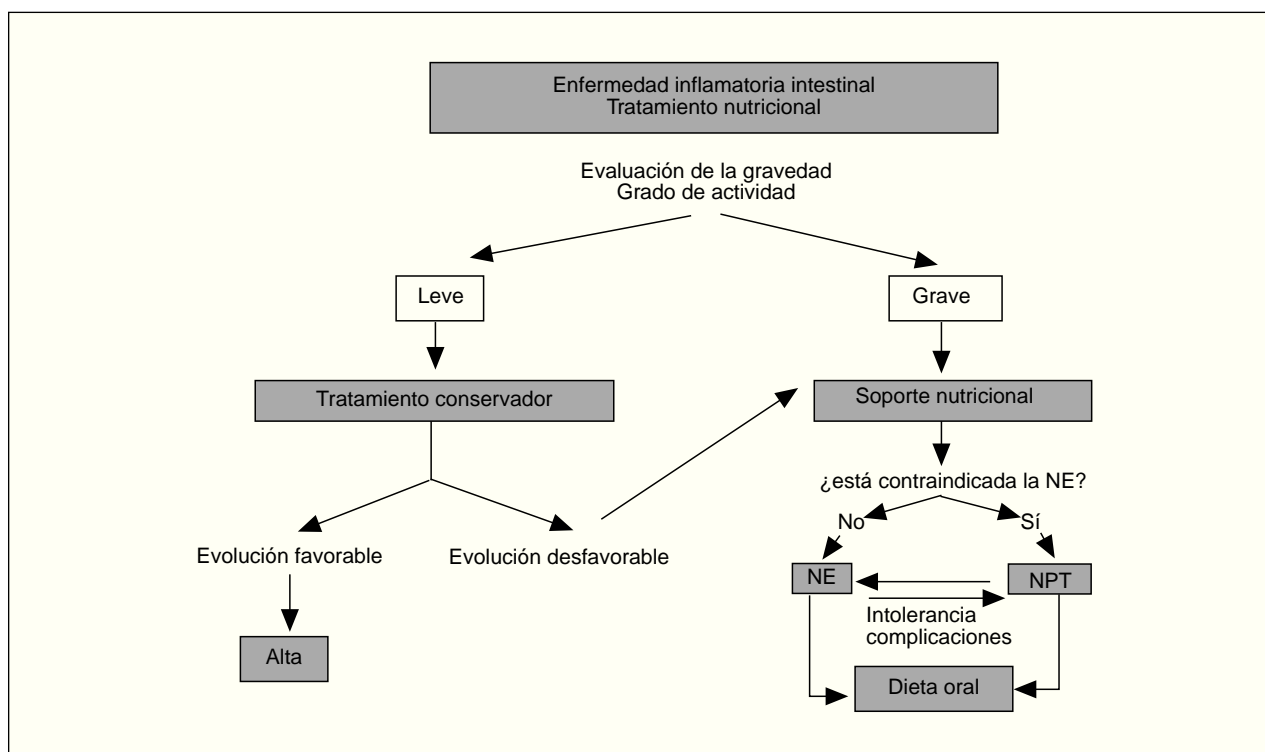 Enfermedad inflamatoria intestinal
Tratamiento nutricional
Evaluación de la gravedad
Grado de actividad
Leve
Grave
Tratamiento conservador
Soporte nutricional
¿está contraindicada la NE?
No
Sí
Evolución favorable
Evolución desfavorable
NE
NPT
Intolerancia
complicaciones
Alta
Dieta oral